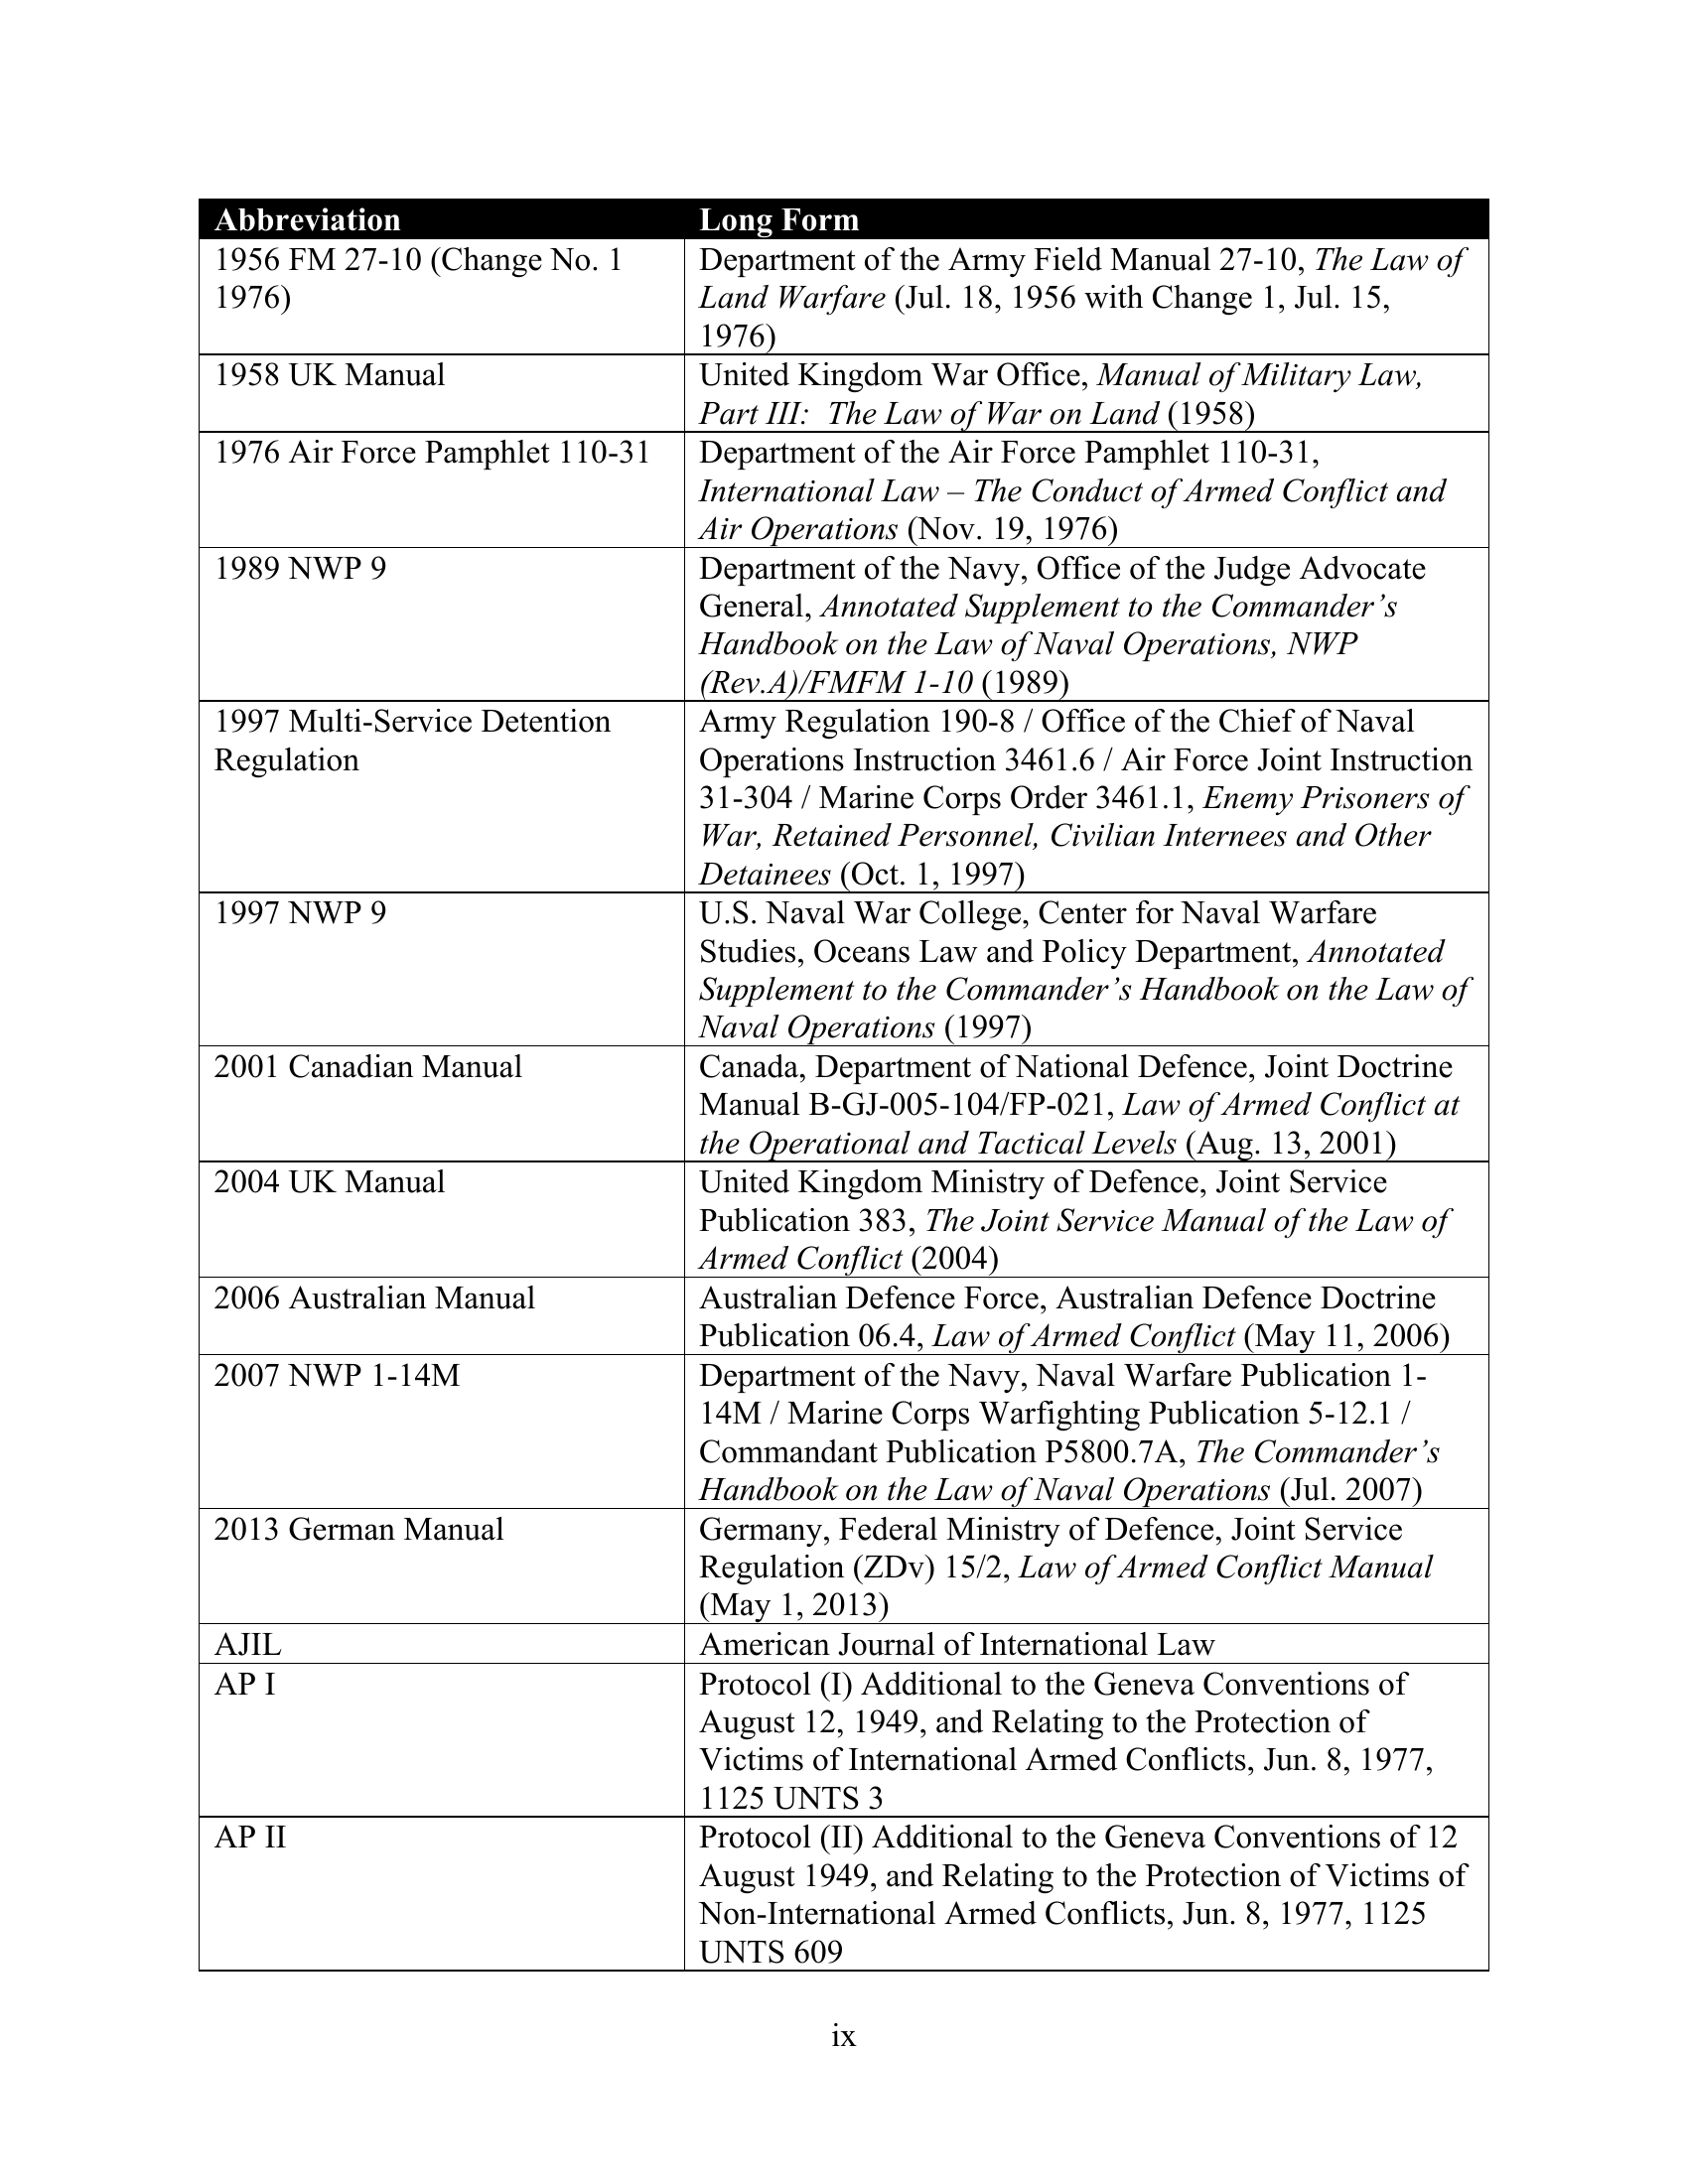 Abbreviation Long Form
1956 FM 27-10 (Change No. 1
1976)
Department of the Army Field Manual 27-10, The Law of
Land Warfare (Jul. 18, 1956 with Change 1, Jul. 15,
1976)
1958 UK Manual
United Kingdom War Office, Manual of Military Law,
Part III:  The Law of War on Land (1958)
1976 Air Force Pamphlet 110-31
Department of the Air Force Pamphlet 110-31,
International Law – The Conduct of Armed Conflict and
Air Operations (Nov. 19, 1976)
1989 NWP 9
Department of the Navy, Office of the Judge Advocate
General, Annotated Supplement to the Commander’s
Handbook on the Law of Naval Operations, NWP
(Rev.A)/FMFM 1-10 (1989)
1997 Multi-Service Detention
Regulation
Army Regulation 190-8 / Office of the Chief of Naval
Operations Instruction 3461.6 / Air Force Joint Instruction
31-304 / Marine Corps Order 3461.1, Enemy Prisoners of
War, Retained Personnel, Civilian Internees and Other
Detainees (Oct. 1, 1997)
1997 NWP 9
U.S. Naval War College, Center for Naval Warfare
Studies, Oceans Law and Policy Department, Annotated
Supplement to the Commander’s Handbook on the Law of
Naval Operations (1997)
2001 Canadian Manual
Canada, Department of National Defence, Joint Doctrine
Manual B-GJ-005-104/FP-021, Law of Armed Conflict at
the Operational and Tactical Levels (Aug. 13, 2001)
2004 UK Manual
United Kingdom Ministry of Defence, Joint Service
Publication 383, The Joint Service Manual of the Law of
Armed Conflict (2004)
2006 Australian Manual
Australian Defence Force, Australian Defence Doctrine
Publication 06.4, Law of Armed Conflict (May 11, 2006)
2007 NWP 1-14M
Department of the Navy, Naval Warfare Publication 1-
14M / Marine Corps Warfighting Publication 5-12.1 /
Commandant Publication P5800.7A, The Commander’s
Handbook on the Law of Naval Operations (Jul. 2007)
2013 German Manual
Germany, Federal Ministry of Defence, Joint Service
Regulation (ZDv) 15/2, Law of Armed Conflict Manual
(May 1, 2013)
AJIL
American Journal of International Law
AP I
Protocol (I) Additional to the Geneva Conventions of
August 12, 1949, and Relating to the Protection of
Victims of International Armed Conflicts, Jun. 8, 1977,
1125 UNTS 3
AP II
Protocol (II) Additional to the Geneva Conventions of 12
August 1949, and Relating to the Protection of Victims of
Non-International Armed Conflicts, Jun. 8, 1977, 1125
UNTS 609
ix